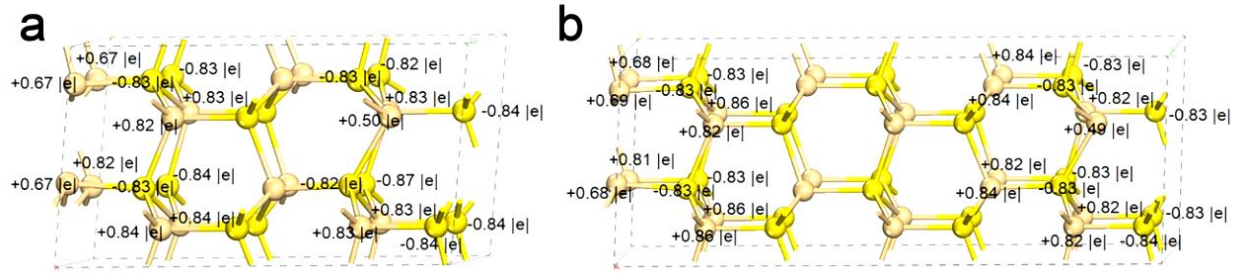 a
+0.67 |e|
-0.83 |e|
-0.82 |e|
+0.67 |e|
-0.83 |e|
-0.83 |e|
+0.83 |e|
+0.83 |e|
-0.84 |e|
+0.82 |e|
+0.50 |e|
+0.82 |e|
-0.84 |e|
-0.87 |e|
+0.67 |e|
-0.83 |e|
-0.82 |e|
+0.84 |e|
+0.83 |e|
-0.84 |e|
+0.84 |e|
+0.83 |e|
-0.84 |e|
b
+0.68 |e|
-0.83 |e|
+0.84 |e|
-0.83 |e|
+0.69 |e|
-0.83 |e|
-0.83 |e|
+0.86 |e|
+0.84 |e|
+0.82 |e|
-0.83 |e|
+0.82 |e|
+0.49 |e|
+0.81 |e|
-0.83 |e|
+0.82 |e|
-0.83 |e|
+0.68 |e|
-0.83 |e|
+0.84 |e|
-0.83 |e|
+0.86 |e|
+0.82 |e|
-0.83 |e|
+0.86 |e|
+0.82 |e|
-0.84 |e|